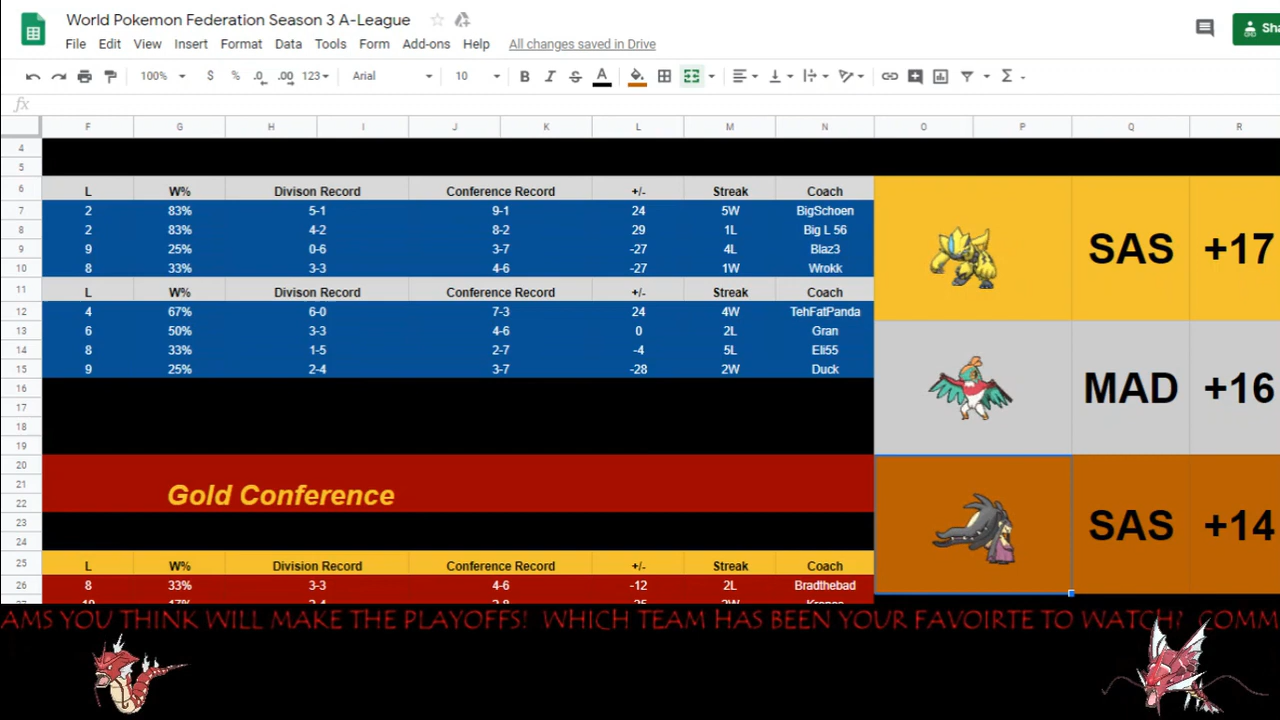 World Pokemon Federation Season 3 A-League
Sha
File Edit View Insert Format Data Tools Form Add-ons Help All changes saved in Drive
100% $ % .0 .00 123 Arial 10 B I S A Σ
fx
F G H I J K L M N O P Q R
4
5
6 L W% Divison Record Conference Record +/- Streak Coach
7 2 83% 5-1 9-1 24 5W BigSchoen
8 2 83% 4-2 8-2 29 1L Big L 56
9 9 25% 0-6 3-7 -27 4L Blaz3
10 8 33% 3-3 4-6 -27 1W Wrokk
SAS +17
11 L W% Divison Record Conference Record +/- Streak Coach
12 4 67% 6-0 7-3 24 4W TehFatPanda
13 6 50% 3-3 4-6 0 2L Gran
14 8 33% 1-5 2-7 -4 5L Eli55
15 9 25% 2-4 3-7 -28 2W Duck
16
MAD +16
17
18
19
20
21
Gold Conference
22
23
SAS +14
24
25 L W% Division Record Conference Record +/- Streak Coach
26 8 33% 3-3 4-6 -12 2L Bradthebad
AMS YOU THINK WILL MAKE THE PLAYOFFS! WHICH TEAM HAS BEEN YOUR FAVOIRTE TO WATCH? COMM